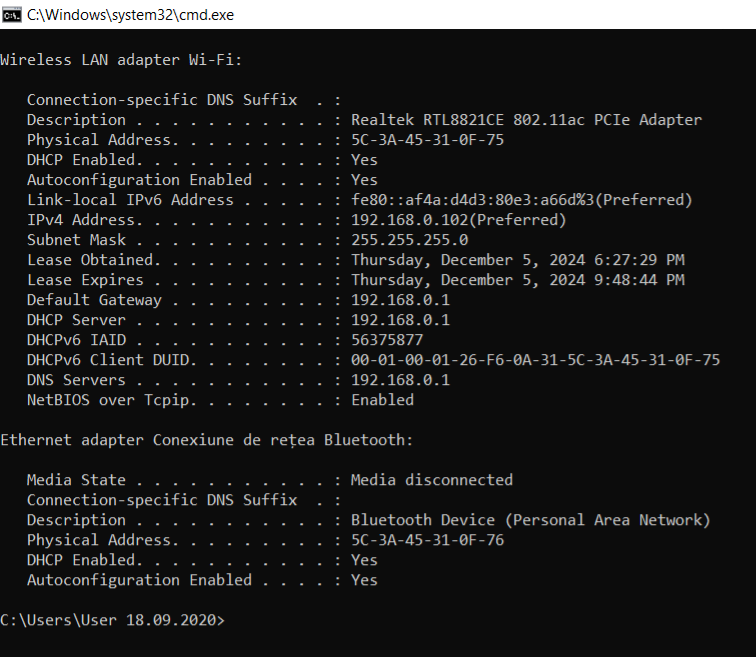 C:\Windows\system32\cmd.exe
Wireless LAN adapter Wi-Fi:
   Connection-specific DNS Suffix  . :
   Description . . . . . . . . . . . : Realtek RTL8821CE 802.11ac PCIe Adapter
   Physical Address. . . . . . . . . : 5C-3A-45-31-0F-75
   DHCP Enabled. . . . . . . . . . . : Yes
   Autoconfiguration Enabled . . . . : Yes
   Link-local IPv6 Address . . . . . : fe80::af4a:d4d3:80e3:a66d%3(Preferred)
   IPv4 Address. . . . . . . . . . . : 192.168.0.102(Preferred)
   Subnet Mask . . . . . . . . . . . : 255.255.255.0
   Lease Obtained. . . . . . . . . . : Thursday, December 5, 2024 6:27:29 PM
   Lease Expires . . . . . . . . . . : Thursday, December 5, 2024 9:48:44 PM
   Default Gateway . . . . . . . . . : 192.168.0.1
   DHCP Server . . . . . . . . . . . : 192.168.0.1
   DHCPv6 IAID . . . . . . . . . . . : 56375877
   DHCPv6 Client DUID. . . . . . . . : 00-01-00-01-26-F6-0A-31-5C-3A-45-31-0F-75
   DNS Servers . . . . . . . . . . . : 192.168.0.1
   NetBIOS over Tcpip. . . . . . . . : Enabled
Ethernet adapter Conexiune de rețea Bluetooth:
   Media State . . . . . . . . . . . : Media disconnected
   Connection-specific DNS Suffix  . :
   Description . . . . . . . . . . . : Bluetooth Device (Personal Area Network)
   Physical Address. . . . . . . . . : 5C-3A-45-31-0F-76
   DHCP Enabled. . . . . . . . . . . : Yes
   Autoconfiguration Enabled . . . . : Yes
C:\Users\User 18.09.2020>